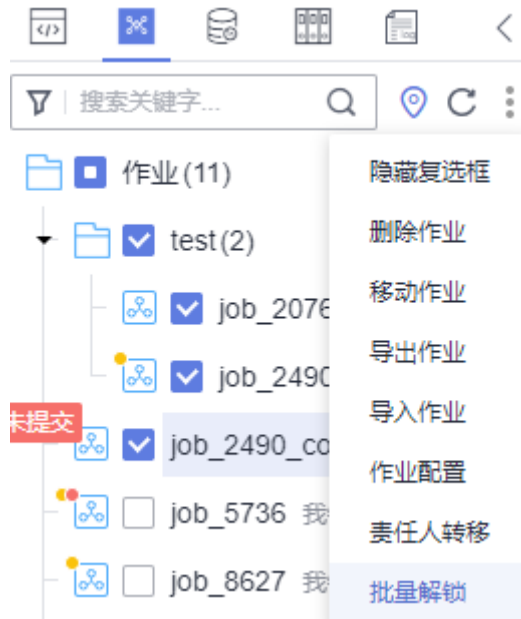 搜索关键字...
作业(11)
隐藏复选框
test(2)
删除作业
移动作业
job_2076
导出作业
job_2490
导入作业
未提交
job_2490_co
作业配置
job_5736 我
责任人转移
job_8627 我
批量解锁